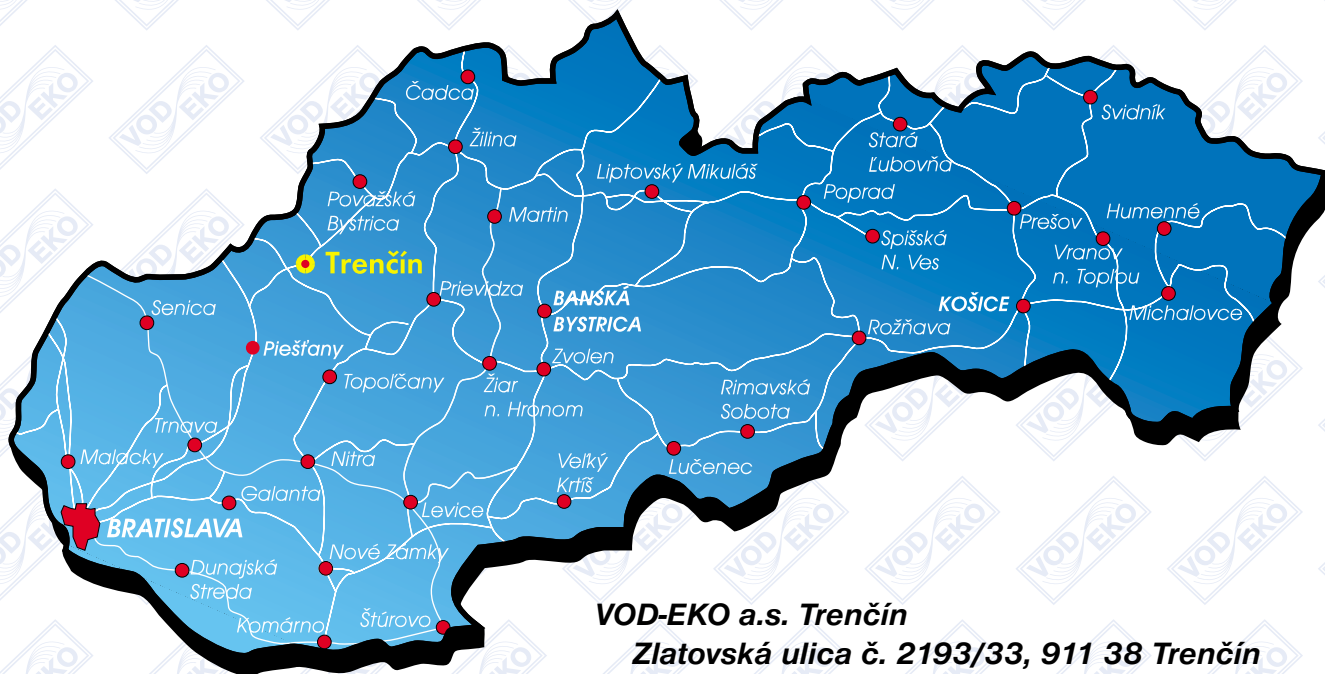 Čadca
Žilina
Považská
Bystrica
Martin
Liptovský Mikuláš
Stará
Ľubovňa
Svidník
Poprad
Spišská
N. Ves
Prešov
Humenné
Vranov
n. Topľou
Michalovce
Trenčín
Prievidza
BANSKÁ
BYSTRICA
KOŠICE
Rožňava
Senica
Piešťany
Topoľčany
Žiar
n. Hronom
Zvolen
Rimavská
Sobota
Trnava
Malacky
Nitra
Veľký
Krtíš
Lučenec
Galanta
Levice
BRATISLAVA
Dunajská
Streda
Nové Zámky
Komárno
Štúrovo
VOD-EKO a.s. Trenčín
Zlatovská ulica č. 2193/33, 911 38 Trenčín
VOD EKO